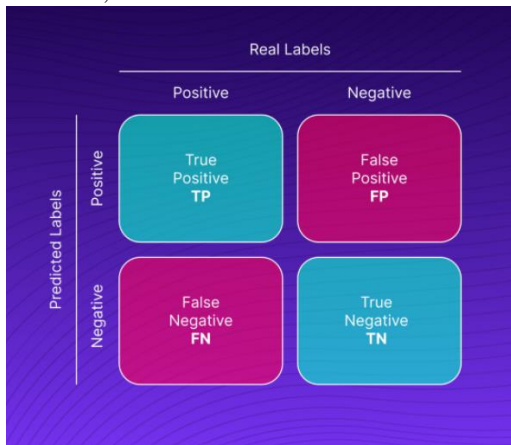 Real Labels
Positive
Negative
Predicted Labels
Positive
True
Positive
TP
False
Positive
FP
Negative
False
Negative
FN
True
Negative
TN